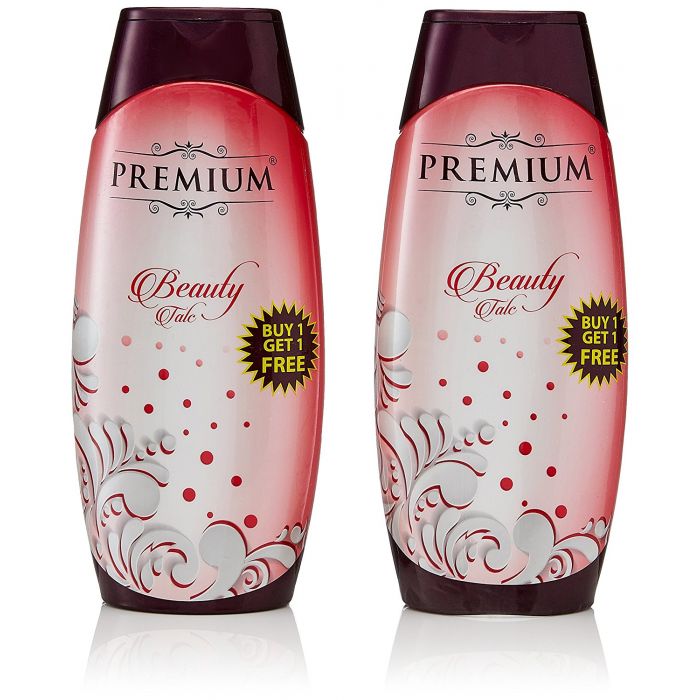 PREMIUM®
Beauty
Talc
BUY 1
GET 1
FREE
PREMIUM®
Beauty
Talc
BUY 1
GET 1
FREE